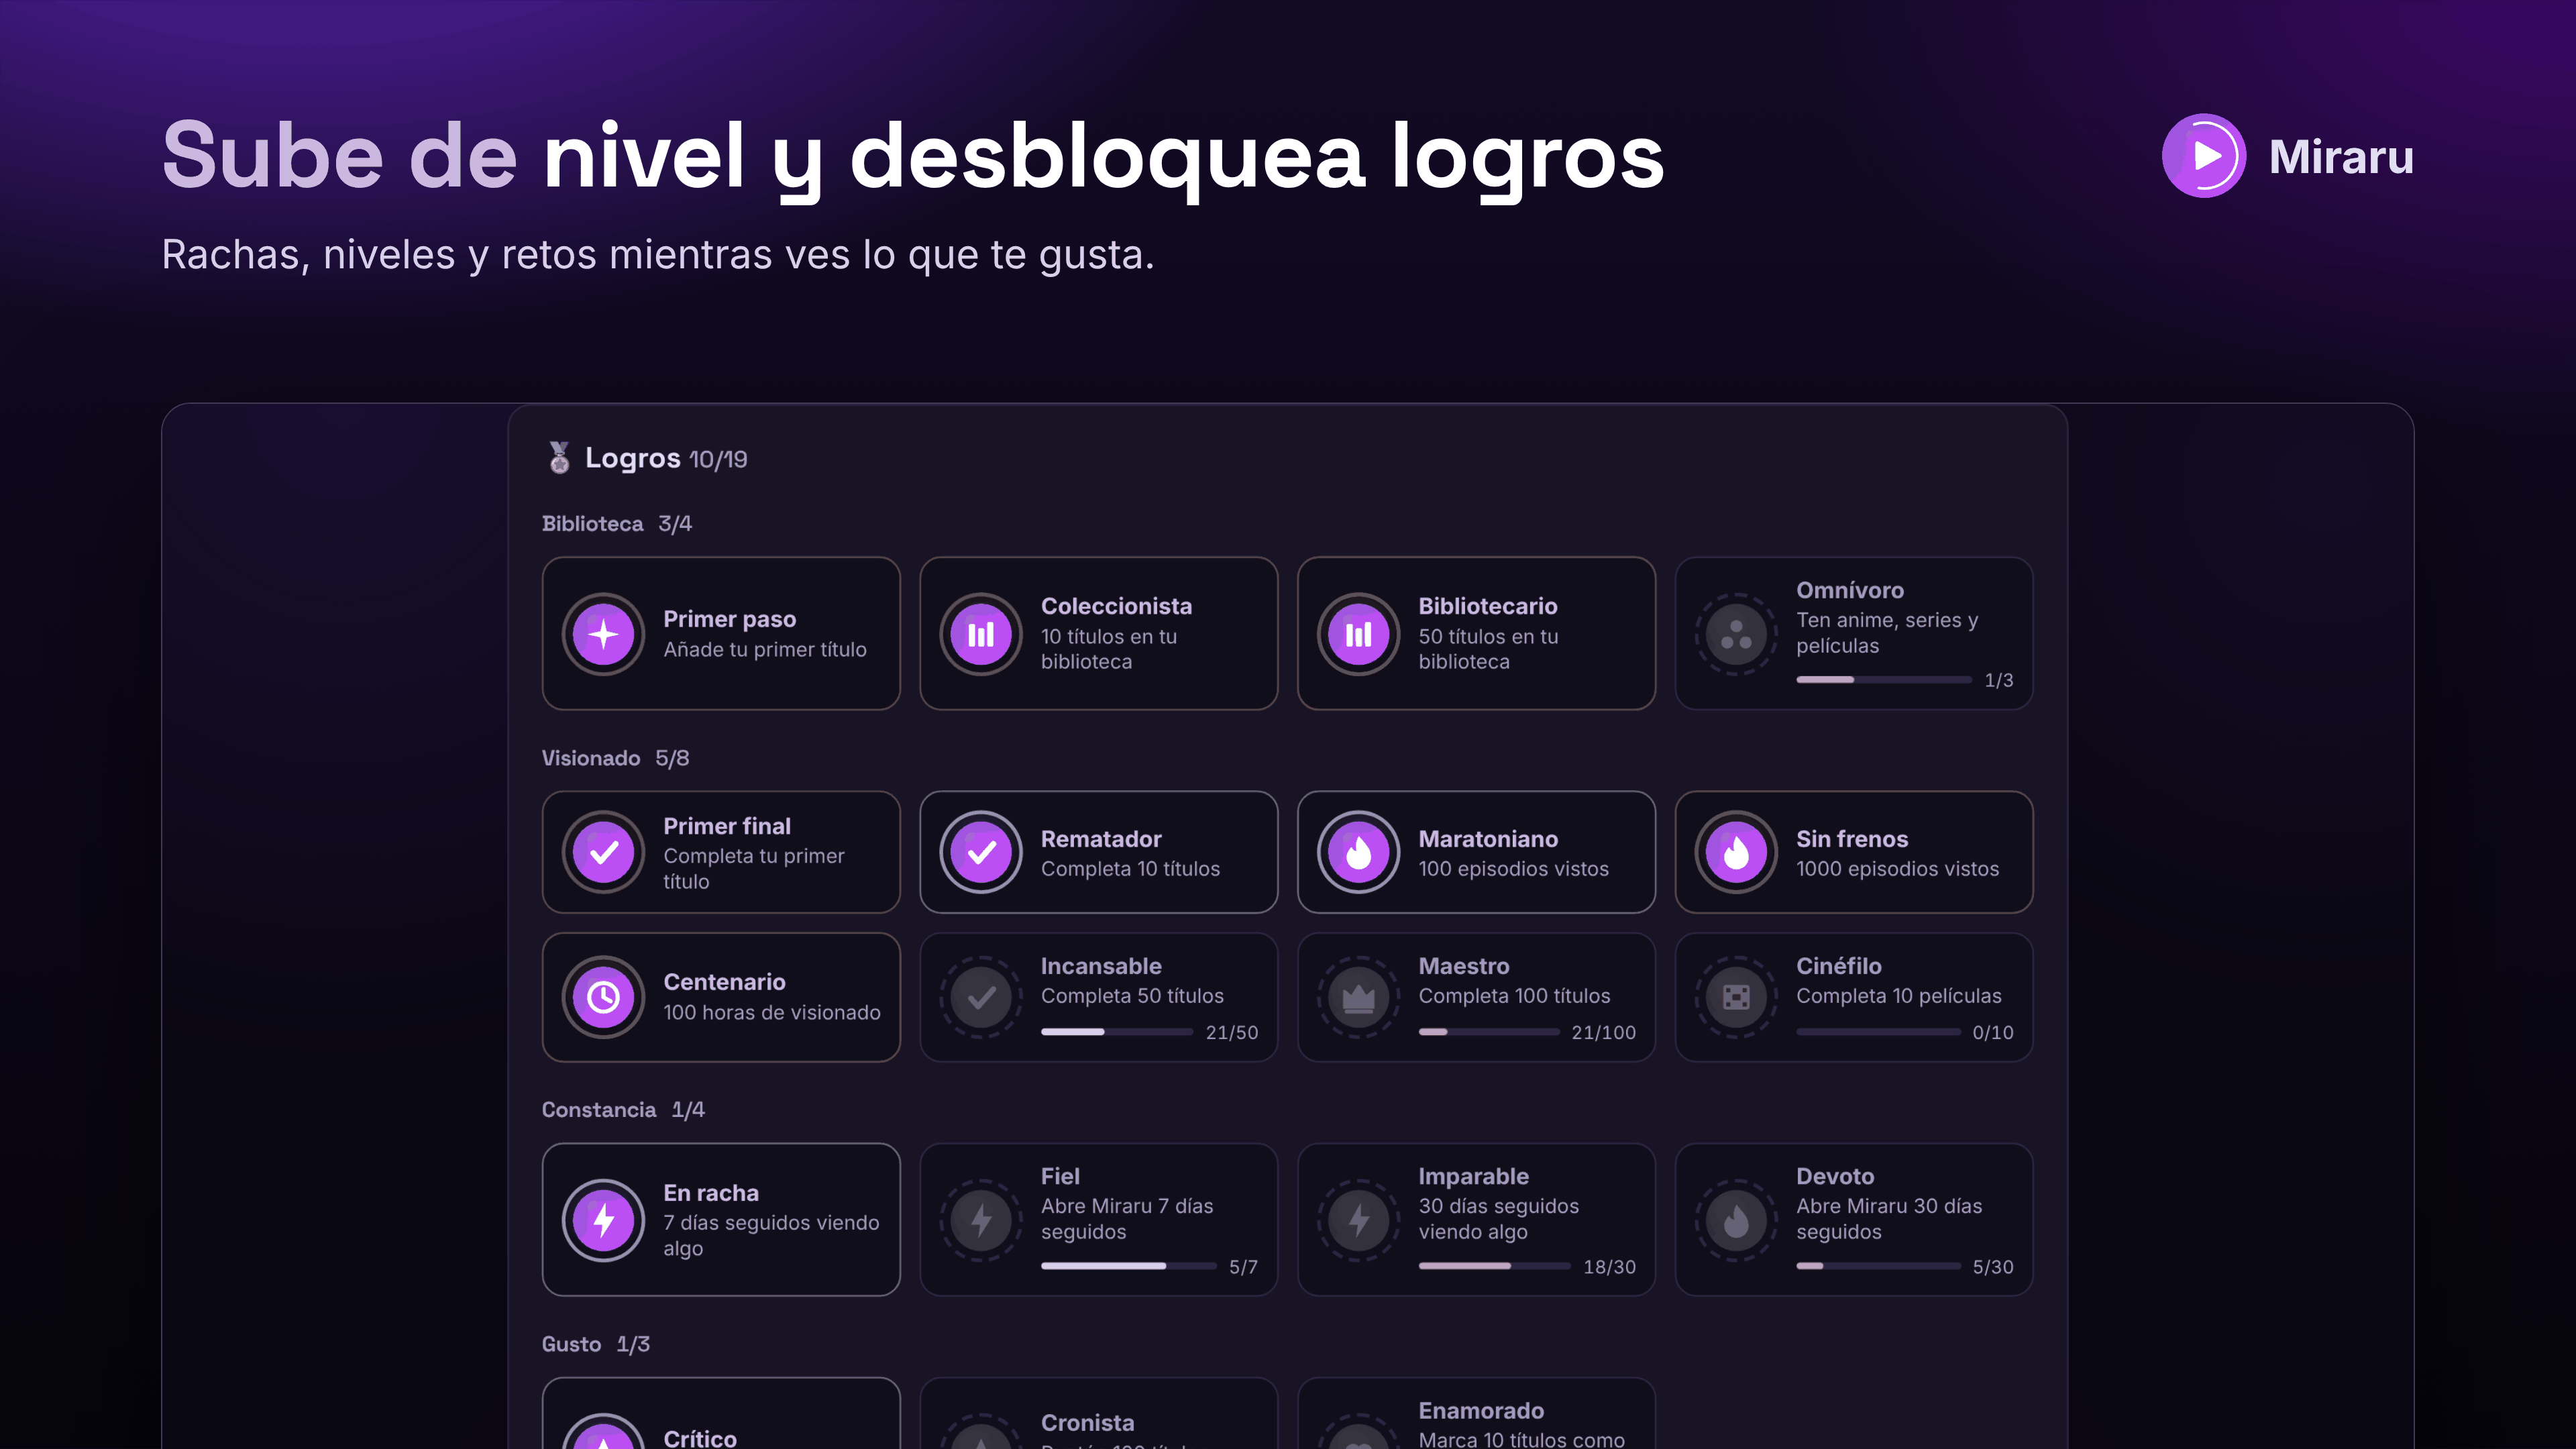 Sube de nivel y desbloquea logros
Miraru
Rachas, niveles y retos mientras ves lo que te gusta.
Logros 10/19
Biblioteca 3/4
Primer paso
Añade tu primer título
Coleccionista
10 títulos en tu
biblioteca
Bibliotecario
50 títulos en tu
biblioteca
Omnívoro
Ten anime, series y
películas
1/3
Visionado 5/8
Primer final
Completa tu primer
título
Rematador
Completa 10 títulos
Maratoniano
100 episodios vistos
Sin frenos
1000 episodios vistos
Centenario
100 horas de visionado
Incansable
Completa 50 títulos
21/50
Maestro
Completa 100 títulos
21/100
Cinéfilo
Completa 10 películas
0/10
Constancia 1/4
En racha
7 días seguidos viendo
algo
Fiel
Abre Miraru 7 días
seguidos
5/7
Imparable
30 días seguidos
viendo algo
18/30
Devoto
Abre Miraru 30 días
seguidos
5/30
Gusto 1/3
Crítico
Cronista
Enamorado
Marca 10 títulos como